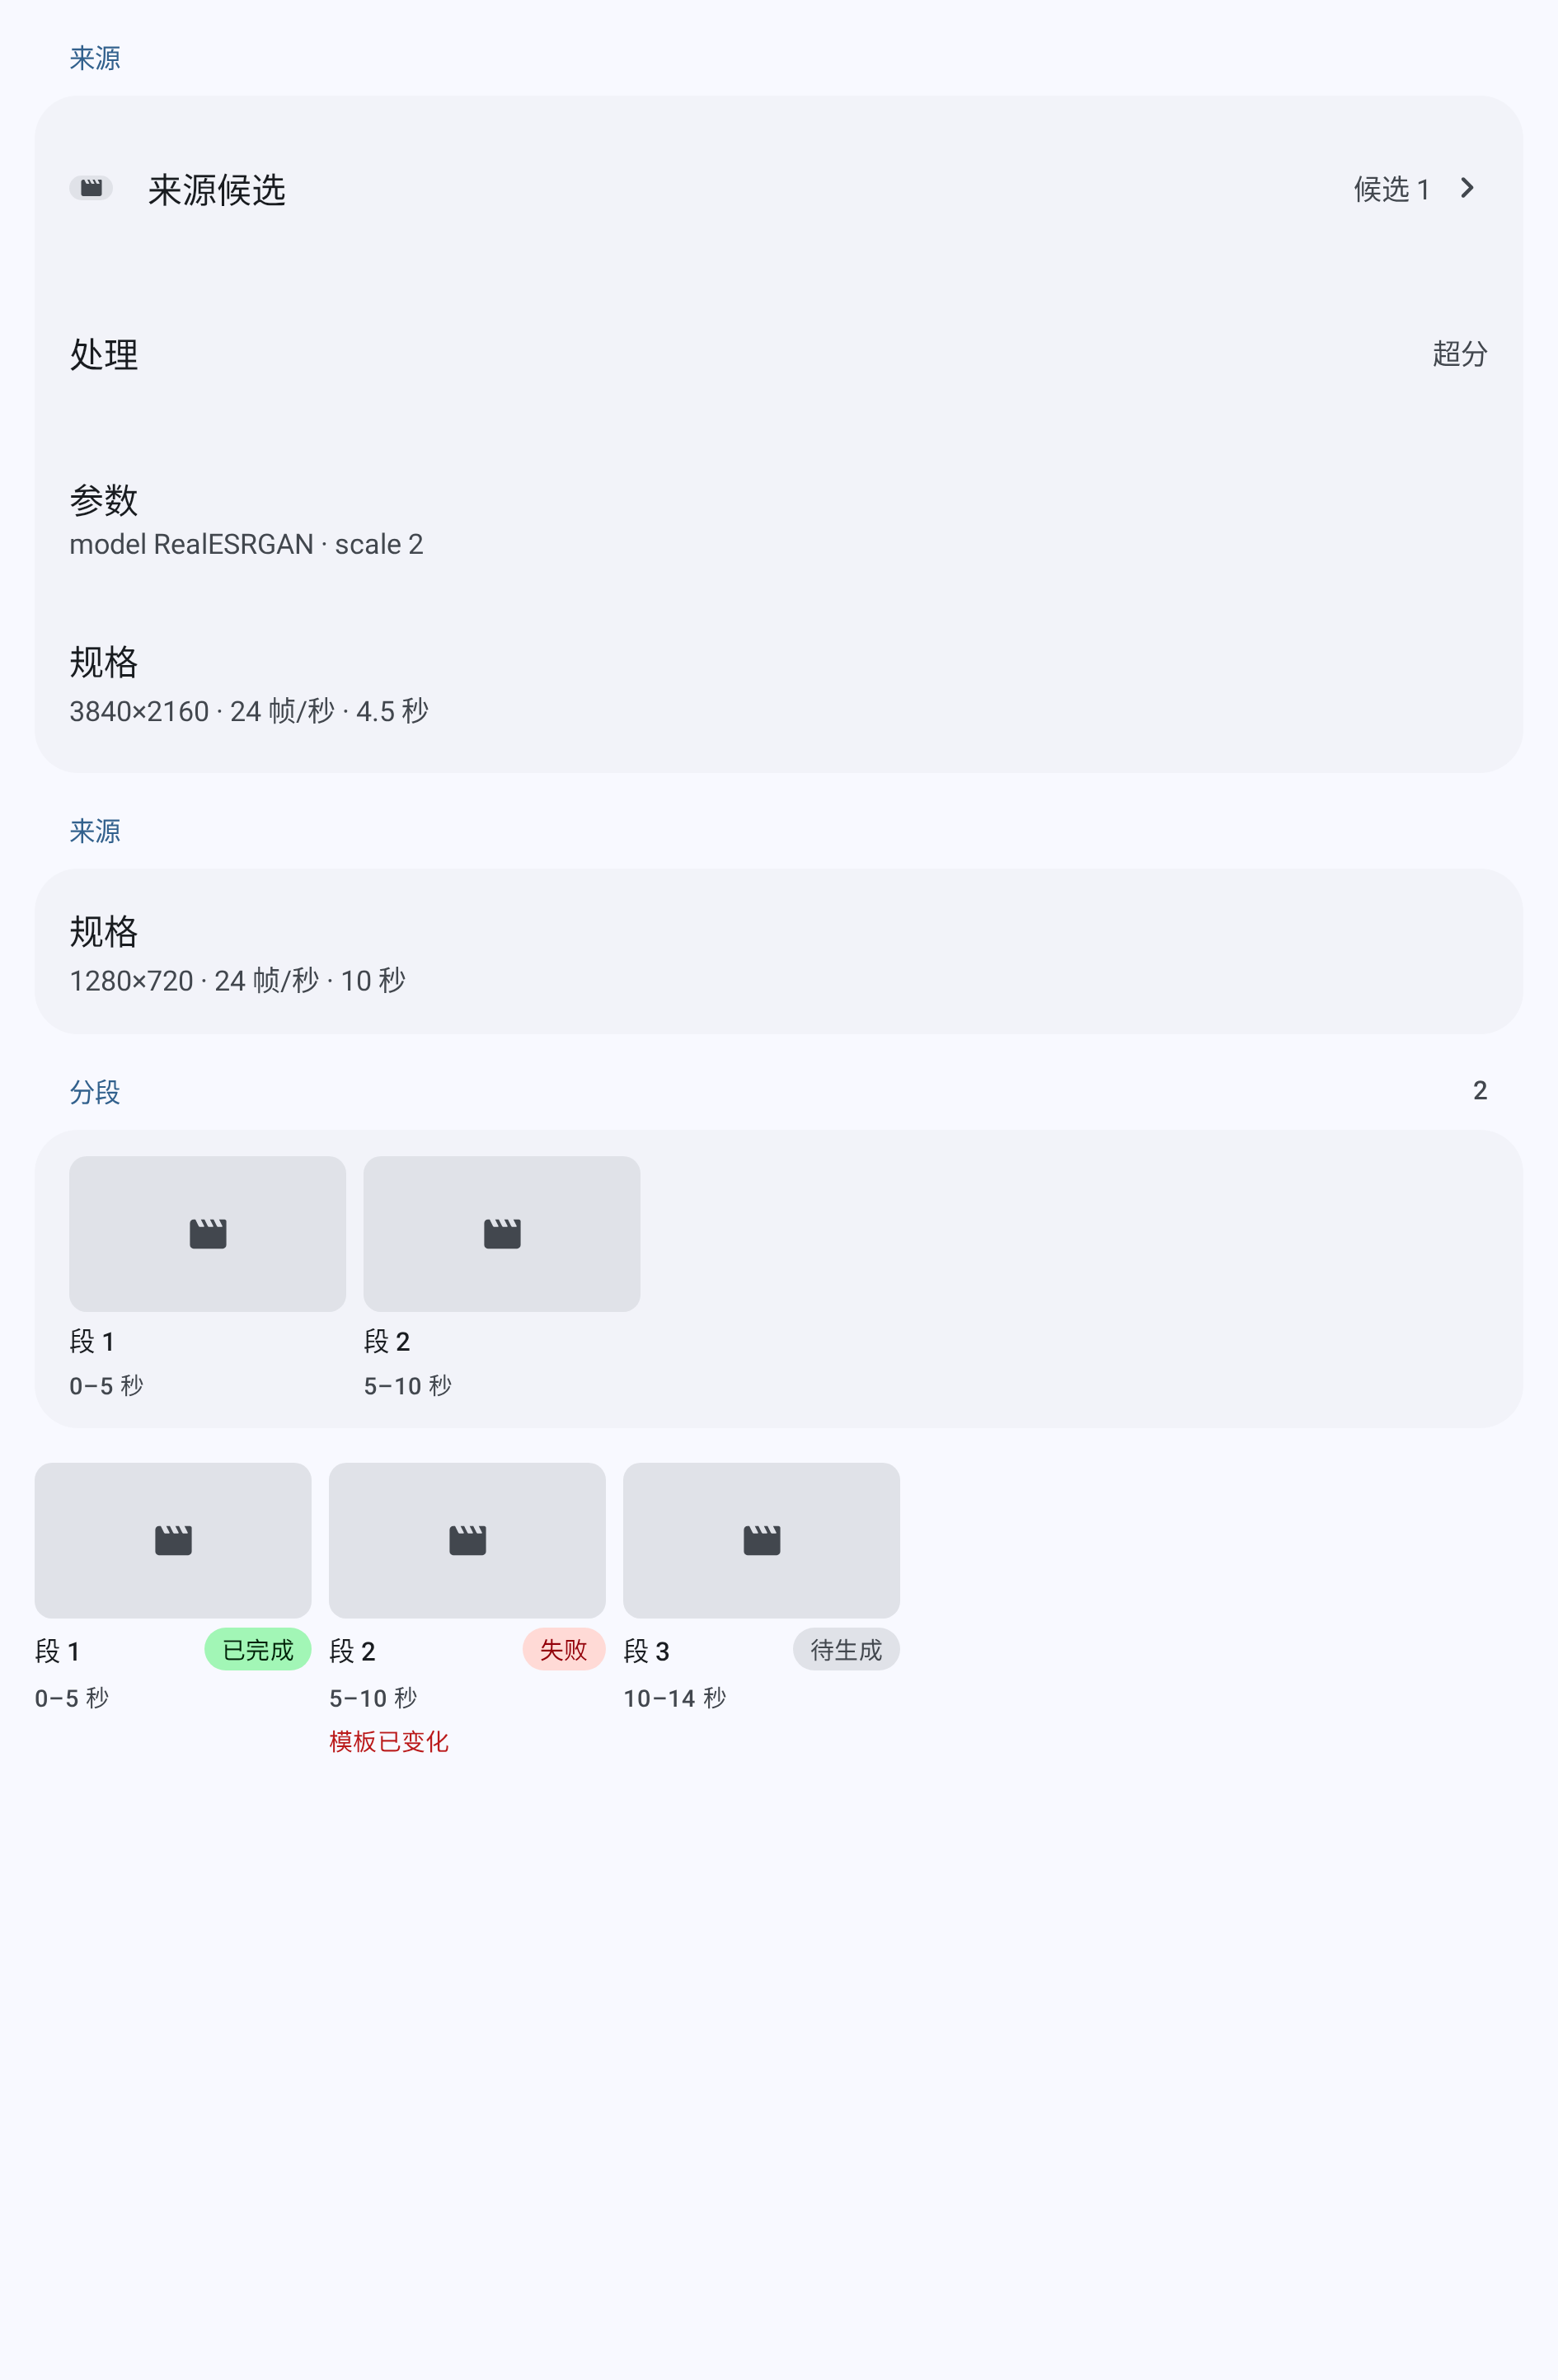 来源
来源候选 候选 1
处理 超分
参数
model RealESRGAN · scale 2
规格
3840×2160 · 24 帧/秒 · 4.5 秒
来源
规格
1280×720 · 24 帧/秒 · 10 秒
分段 2
段 1 段 2
0–5 秒 5–10 秒
段 1 已完成 段 2 失败 段 3 待生成
0–5 秒 5–10 秒 10–14 秒
模板已变化